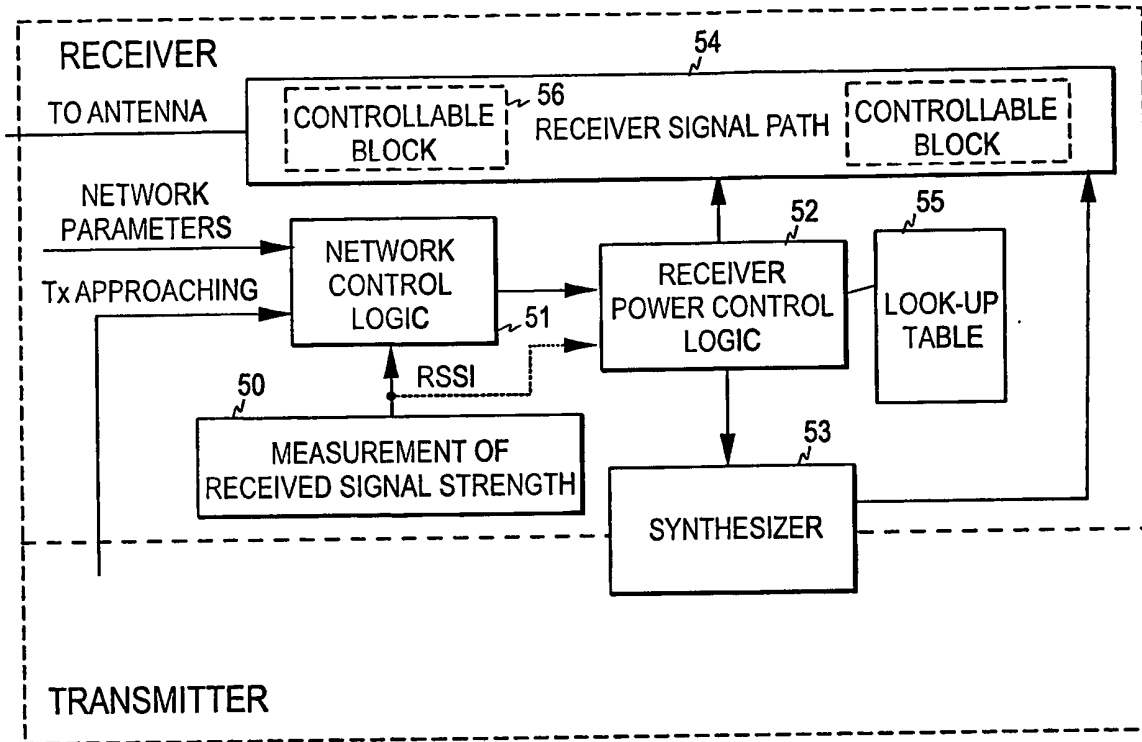 RECEIVER
54
TO ANTENNA
56
CONTROLLABLE
BLOCK
RECEIVER SIGNAL PATH
CONTROLLABLE
BLOCK
NETWORK
PARAMETERS
Tx APPROACHING
NETWORK
CONTROL
LOGIC
51
52
RECEIVER
POWER CONTROL
LOGIC
55
LOOK-UP
TABLE
RSSI
50
MEASUREMENT OF
RECEIVED SIGNAL STRENGTH
53
SYNTHESIZER
TRANSMITTER